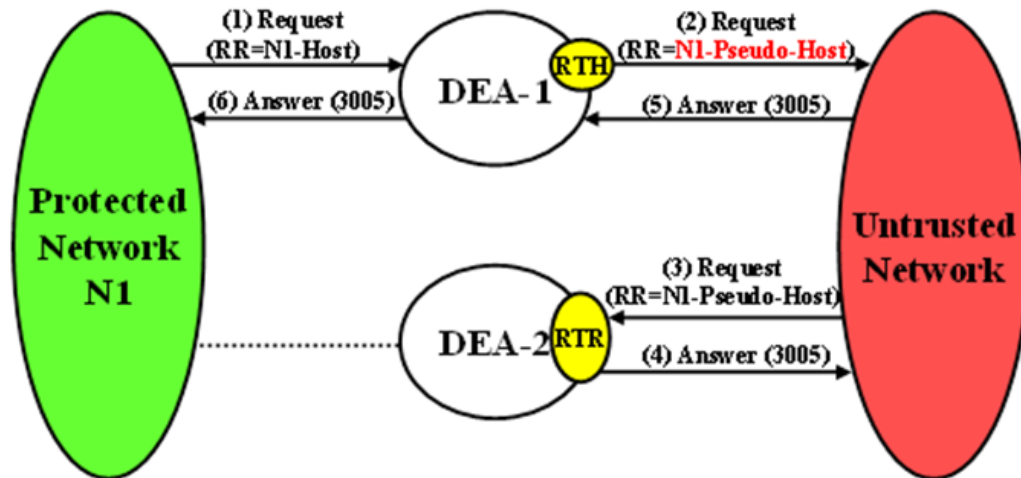 (1) Request
(RR=N1-Host)
(2) Request
(RR=N1-Pseudo-Host)
RTH
DEA-1
(6) Answer (3005)
(5) Answer (3005)
Protected
Network
N1
Untrusted
Network
(3) Request
(RR=N1-Pseudo-Host)
DEA-2
RTR
(4) Answer (3005)